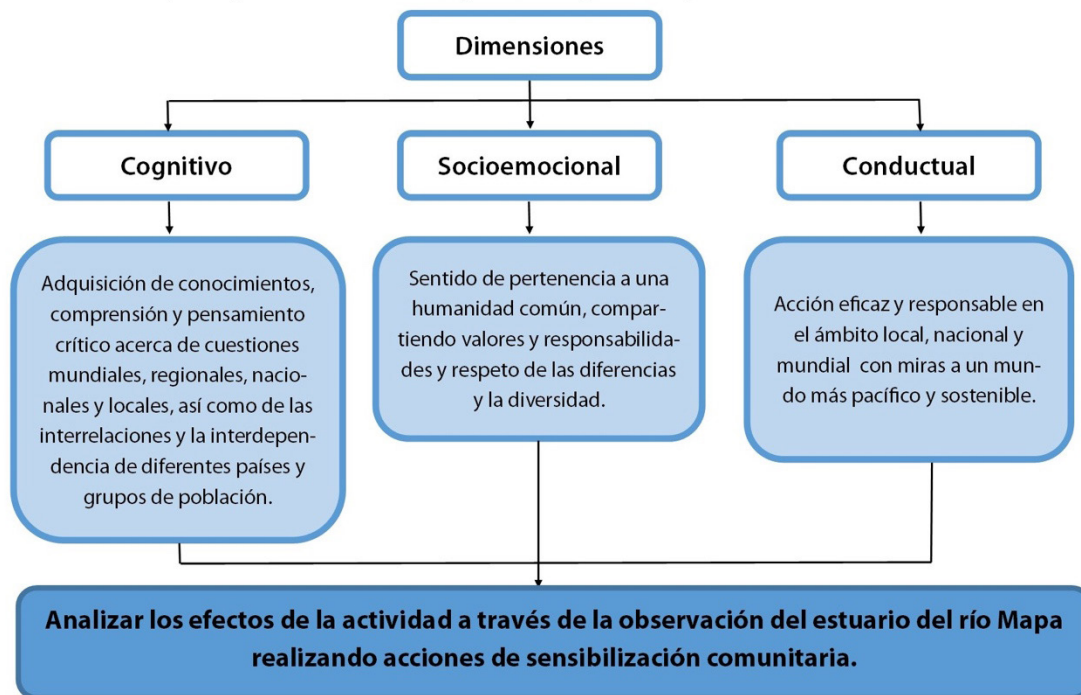 Dimensiones
Cognitivo
Socioemocional
Conductual
Adquisición de conocimientos,
comprensión y pensamiento
crítico acerca de cuestiones
mundiales, regionales, nacio-
nales y locales, así como de las
interrelaciones y la interdepen-
dencia de diferentes países y
grupos de población.
Sentido de pertenencia a una
humanidad común, compar-
tiendo valores y responsabilida-
des y respeto de las diferencias
y la diversidad.
Acción eficaz y responsable en
el ámbito local, nacional y
mundial con miras a un mun-
do más pacífico y sostenible.
Analizar los efectos de la actividad a través de la observación del estuario del río Mapa
realizando acciones de sensibilización comunitaria.